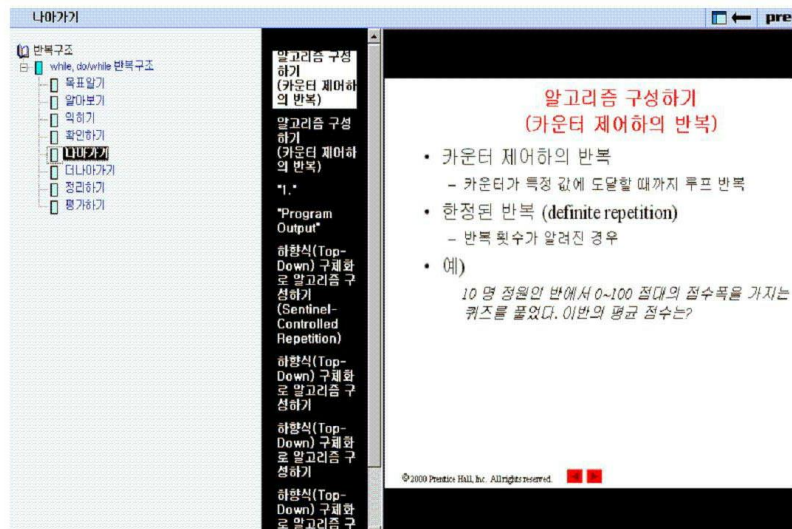 나아가기
pre
반복구조
while, do/while 반복구조
목표알기
알아보기
익히기
확인하기
나아가기
더나아가기
정리하기
평가하기
알고리즘 구성
하기
(카운터 제어하
의 반복)
알고리즘 구성
하기
(카운터 제어하
의 반복)
"1."
"Program
Output"
하향식(Top-
Down) 구체화
로 알고리즘 구
성하기
(Sentinel-
Controlled
Repetition)
하향식(Top-
Down) 구체화
로 알고리즘 구
성하기
하향식(Top-
Down) 구체화
로 알고리즘 구
성하기
하향식(Top-
Down) 구체화
로 알고리즘 구
알고리즘 구성하기
(카운터 제어하의 반복)
• 카운터 제어하의 반복
– 카운터가 특정 값에 도달할 때까지 루프 반복
• 한정된 반복 (definite repetition)
– 반복 횟수가 알려진 경우
• 예)
10 명 정원인 반에서 0~100 점대의 점수폭을 가지는
퀴즈를 풀었다. 이반의 평균 점수는?
© 2000 Prentice Hall, Inc. All rights reserved.